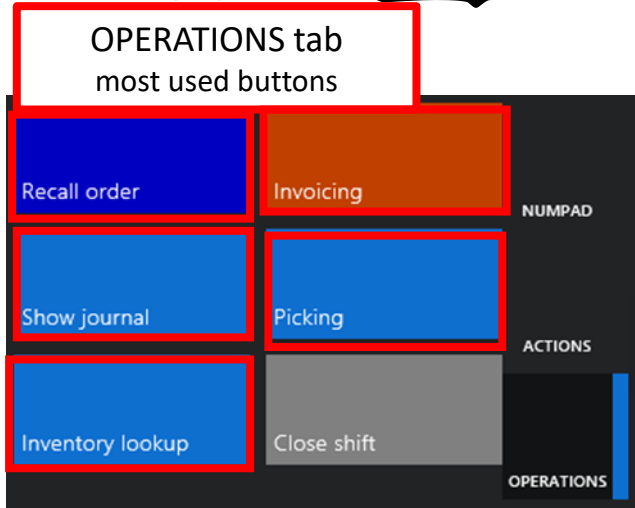 OPERATIONS tab
most used buttons
Recall order
Invoicing
NUMPAD
Show journal
Picking
ACTIONS
Inventory lookup
Close shift
OPERATIONS